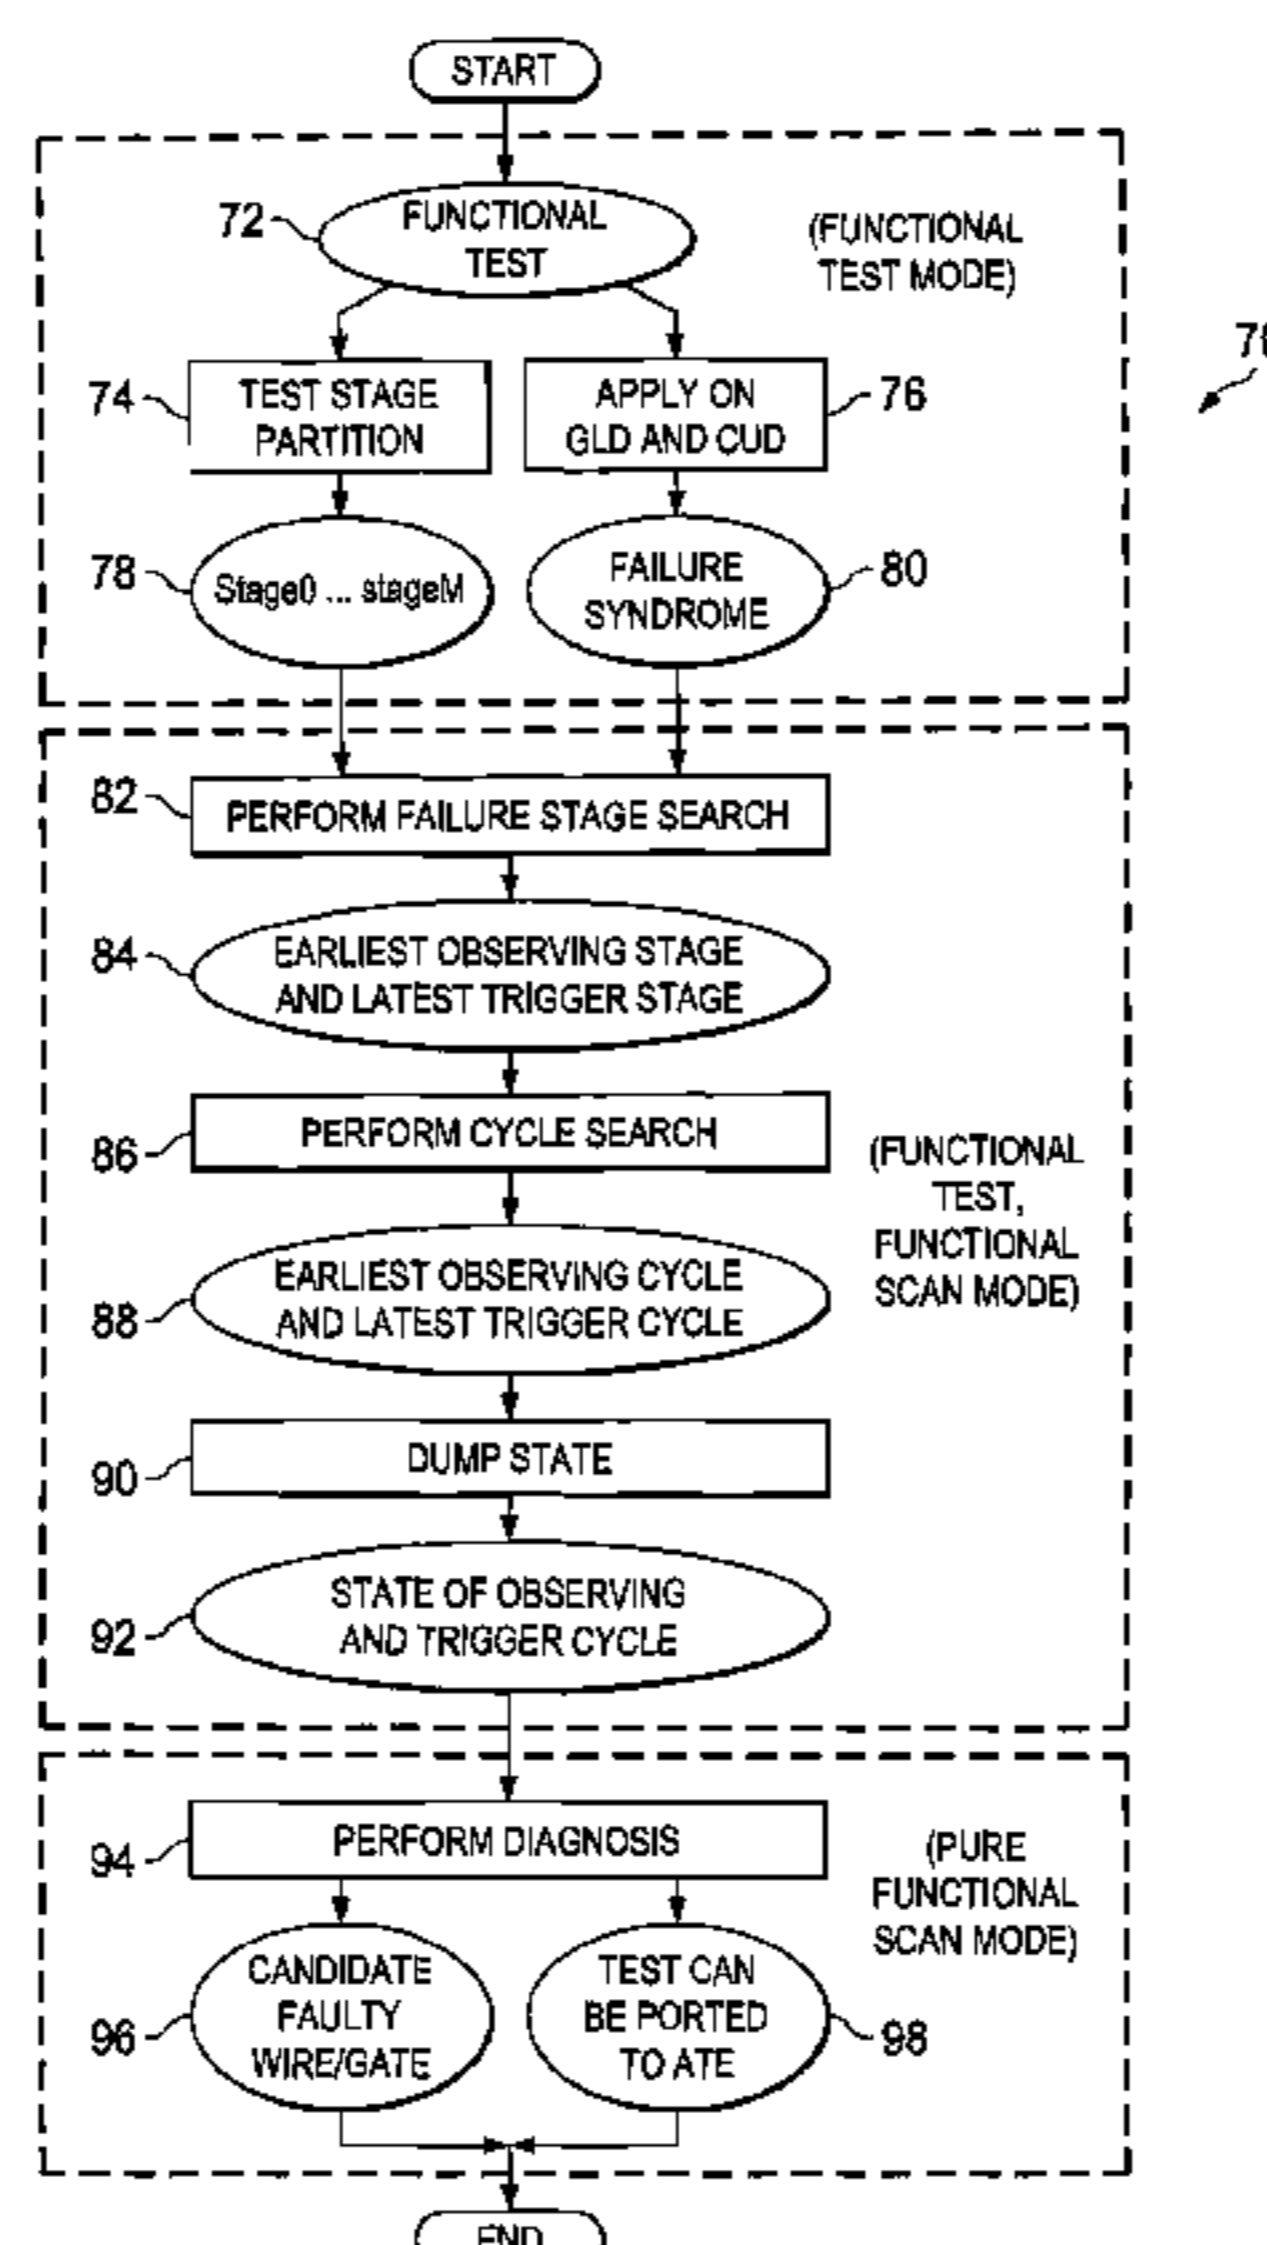 START
72
FUNCTIONAL
TEST
(FUNCTIONAL
TEST MODE)
74
TEST STAGE
PARTITION
APPLY ON
GLD AND CUD
76
78
Stage0 ... stageM
FAILURE
SYNDROME
80
82
PERFORM FAILURE STAGE SEARCH
84
EARLIEST OBSERVING STAGE
AND LATEST TRIGGER STAGE
86
PERFORM CYCLE SEARCH
(FUNCTIONAL
TEST,
FUNCTIONAL
SCAN MODE)
88
EARLIEST OBSERVING CYCLE
AND LATEST TRIGGER CYCLE
90
DUMP STATE
92
STATE OF OBSERVING
AND TRIGGER CYCLE
94
PERFORM DIAGNOSIS
(PURE
FUNCTIONAL
SCAN MODE)
96
CANDIDATE
FAULTY
WIRE/GATE
TEST CAN
BE PORTED
TO ATE
98
END